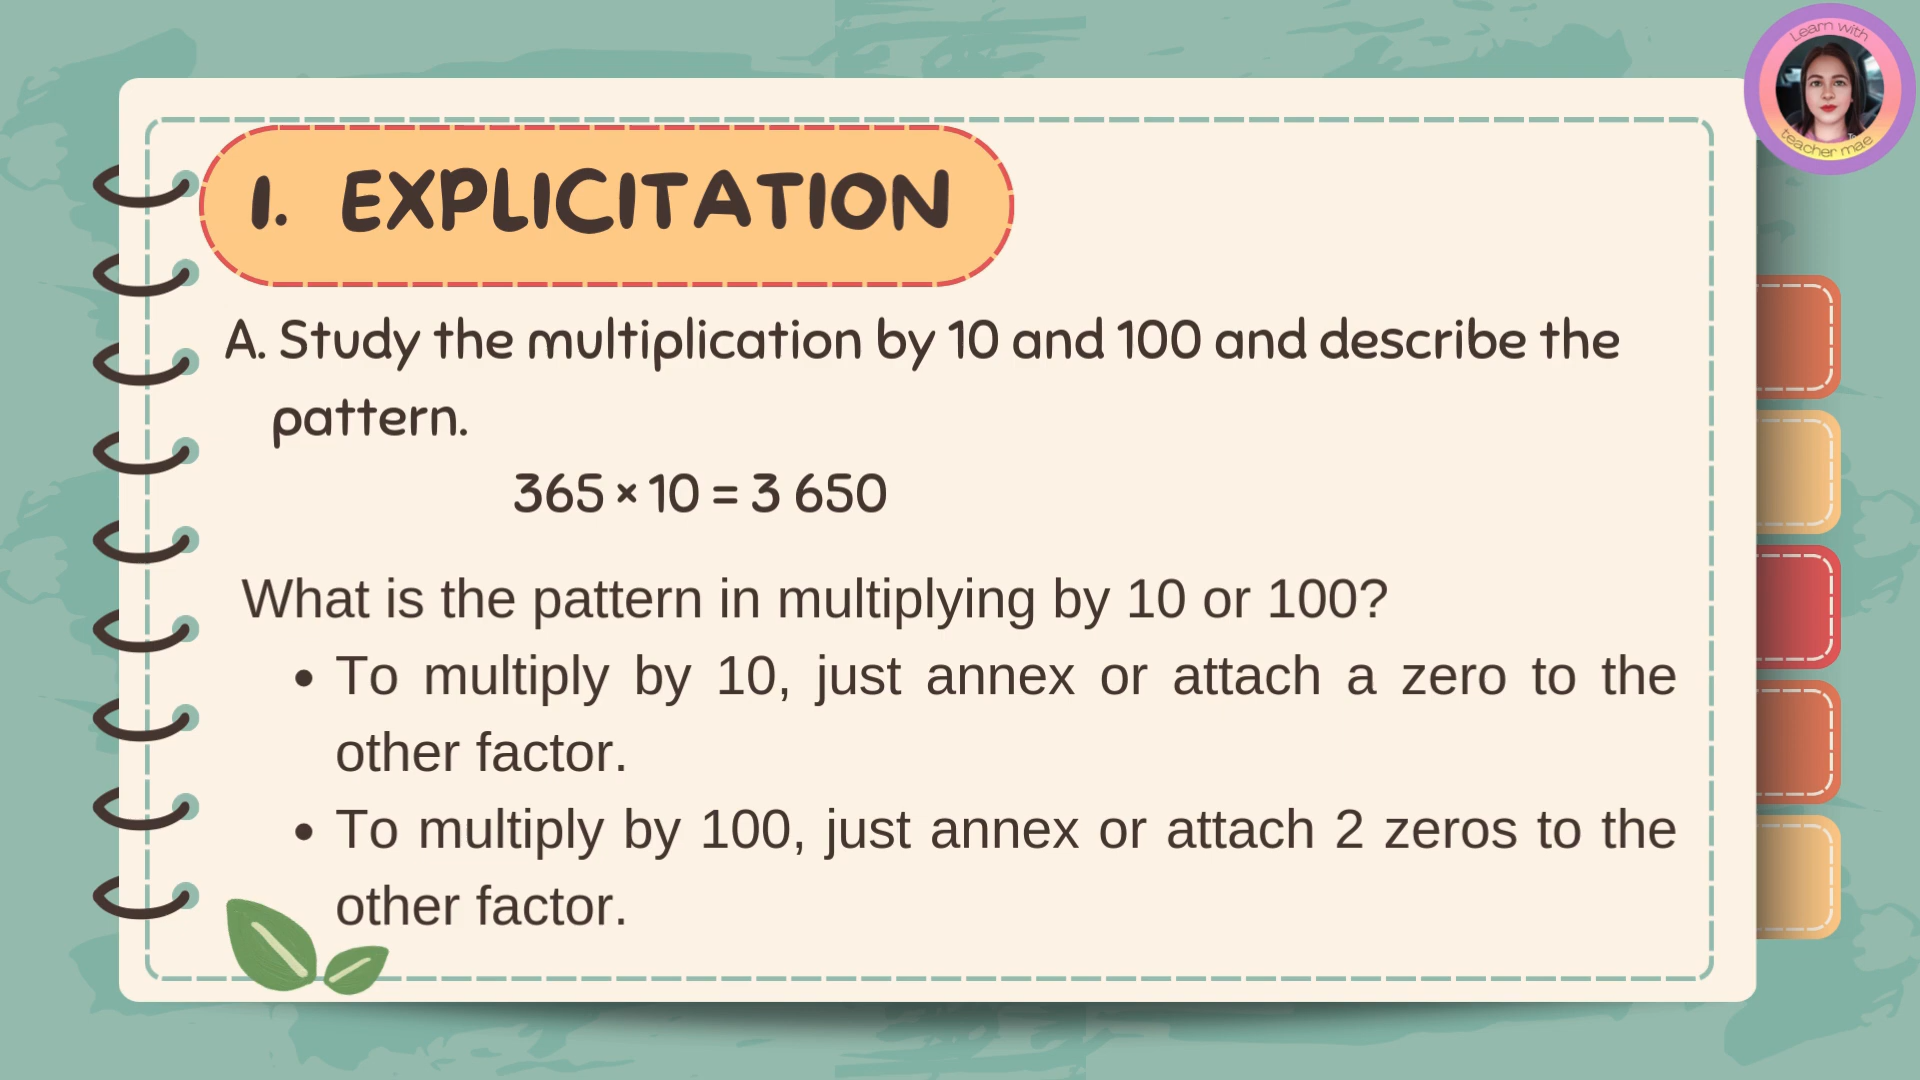 Learn with
teacher mae
1. EXPLICITATION
A. Study the multiplication by 10 and 100 and describe the
pattern.
365 × 10 = 3 650
What is the pattern in multiplying by 10 or 100?
• To multiply by 10, just annex or attach a zero to the
other factor.
• To multiply by 100, just annex or attach 2 zeros to the
other factor.